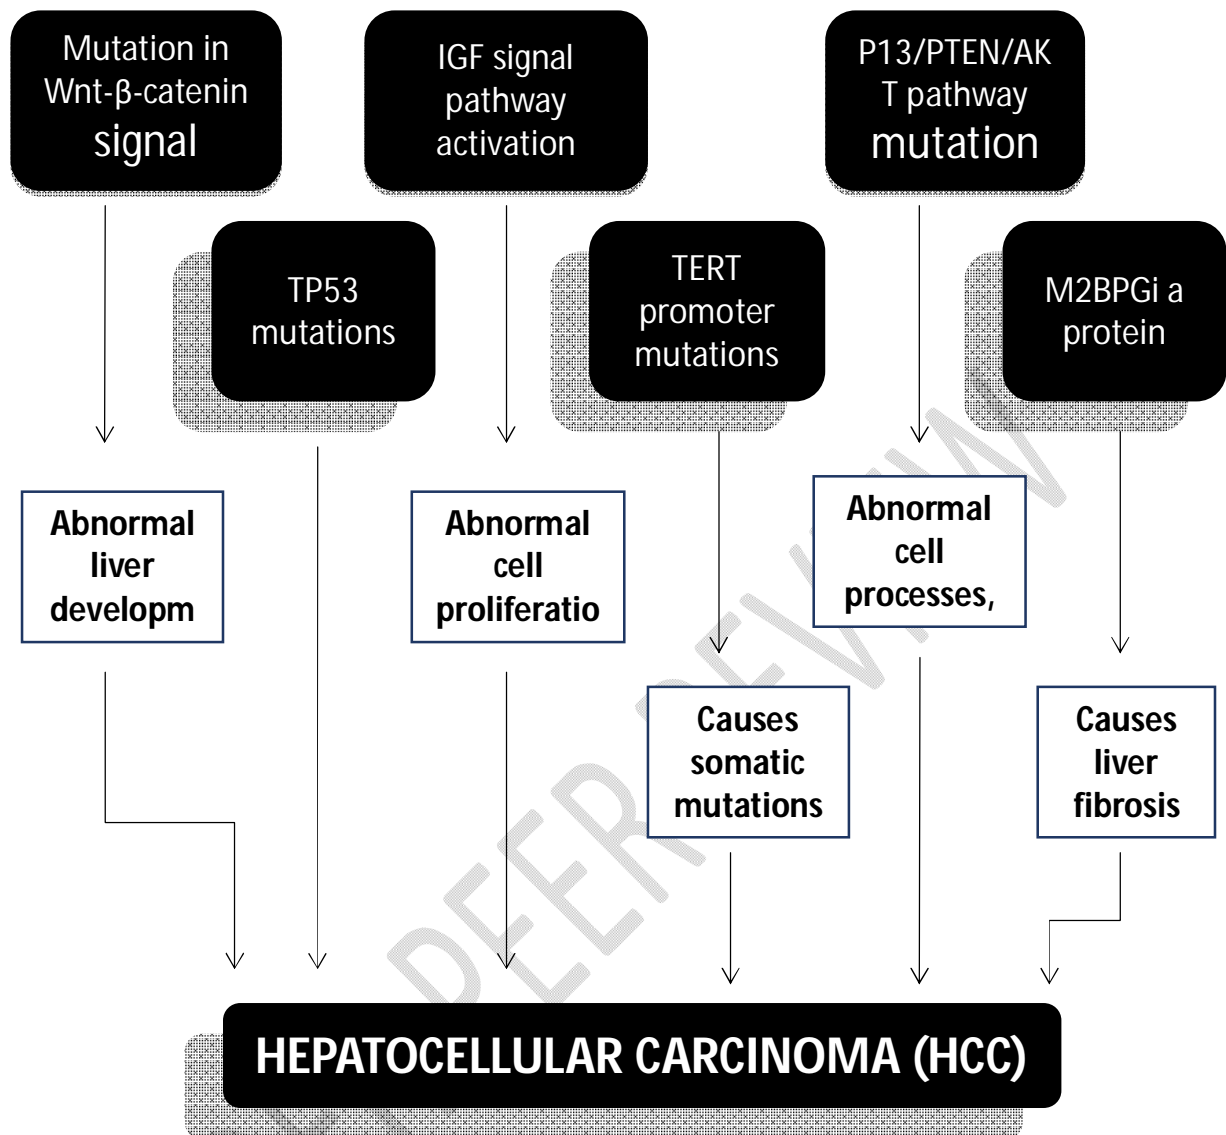 Mutation in
Wnt-β-catenin
signal
IGF signal
pathway
activation
P13/PTEN/AK
T pathway
mutation
TP53
mutations
TERT
promoter
mutations
M2BPGi a
protein
Abnormal
liver
developm
Abnormal
cell
proliferatio
Abnormal
cell
processes,
Causes
somatic
mutations
Causes
liver
fibrosis
PEER REVIEW
HEPATOCELLULAR CARCINOMA (HCC)